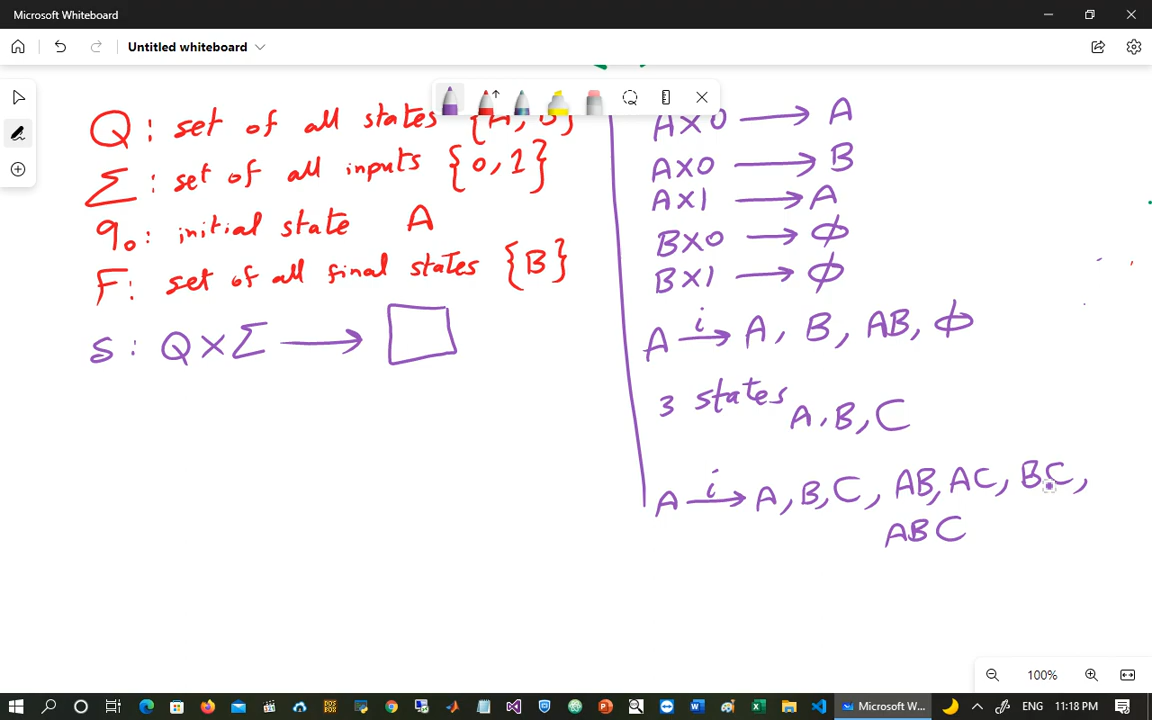 Microsoft Whiteboard
Untitled whiteboard
Q : set of all states {A, B}
Σ : set of all inputs {0, 1}
q0 : initial state A
F : set of all final states {B}
δ : Q × Σ ⟶ □
A × 0 ⟶ A
A × 0 ⟶ B
A × 1 ⟶ A
B × 0 ⟶ ϕ
B × 1 ⟶ ϕ
A i→ A, B, AB, ϕ
3 states A, B, C
A i→ A, B, C, AB, AC, BC,
ABC
100%
Microsoft W...
ENG
11:18 PM